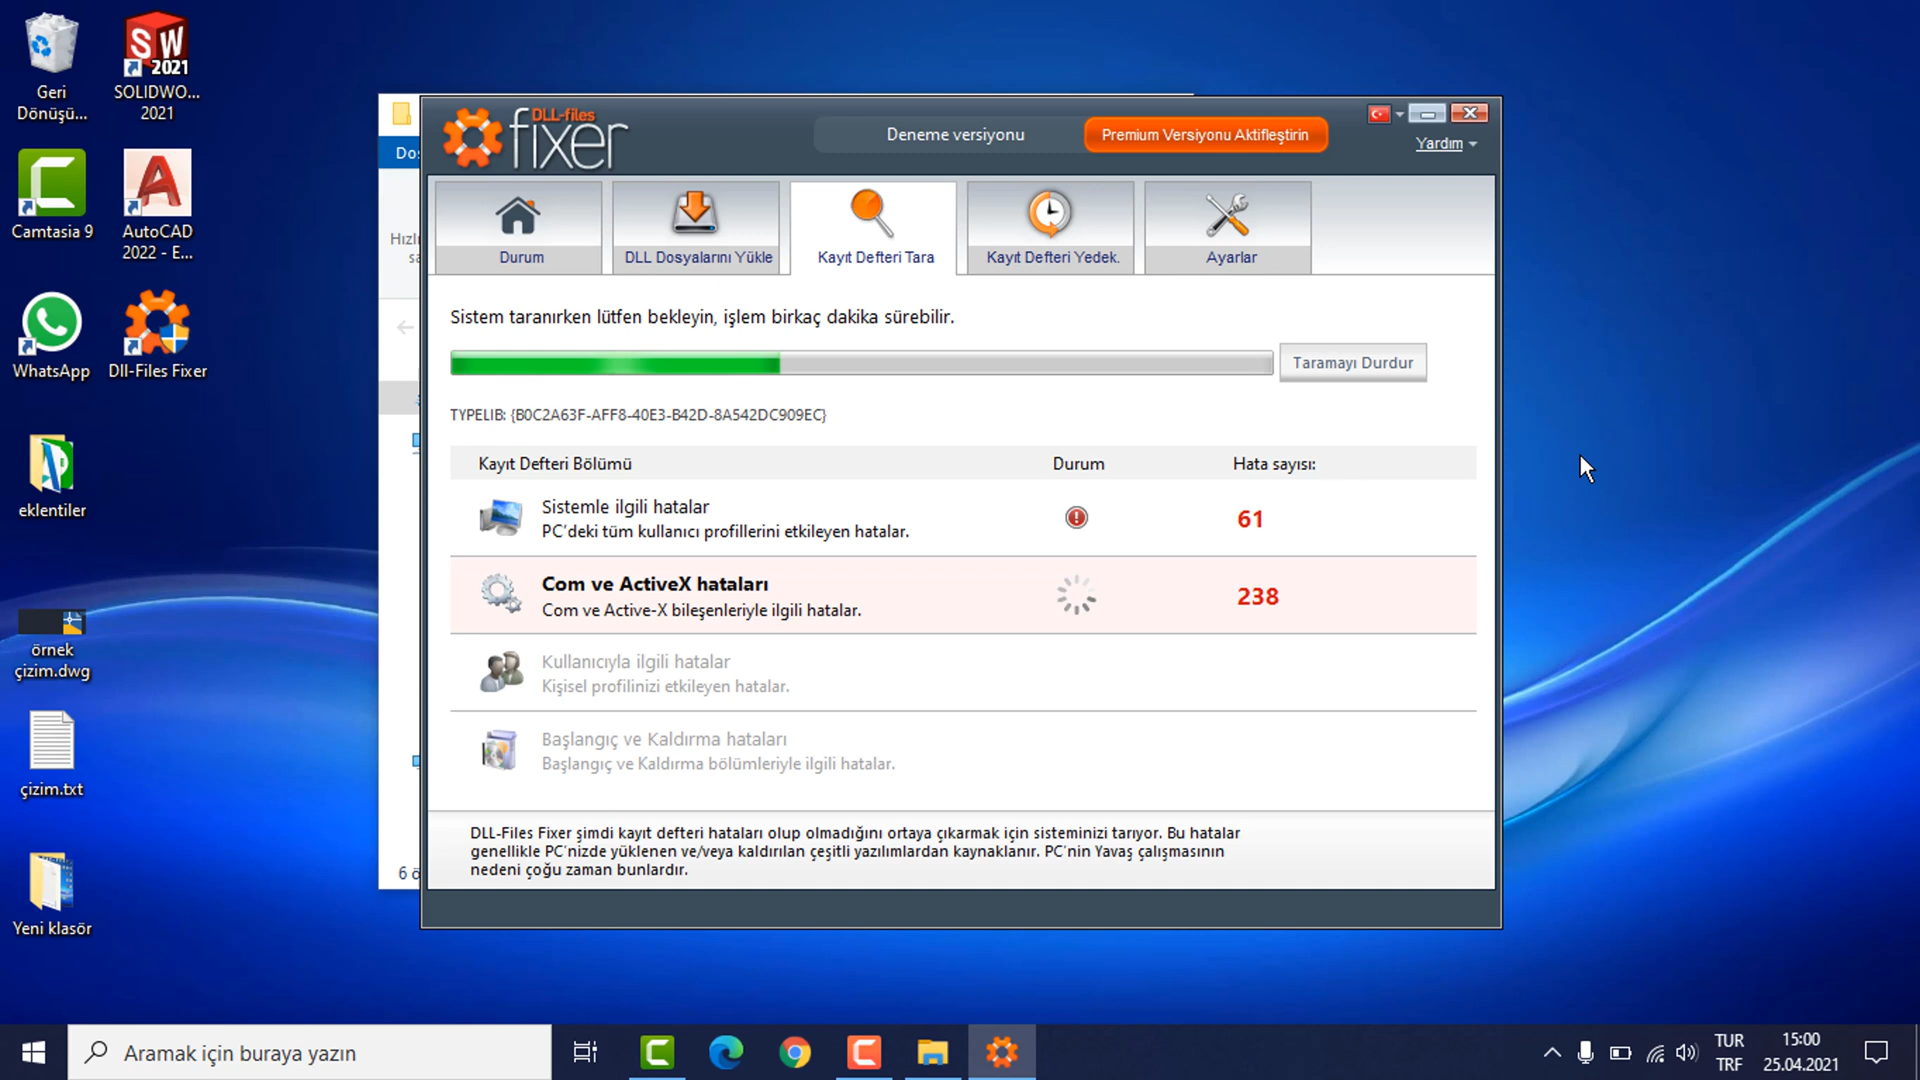 Geri
Dönüşü...
SW
2021
SOLIDWO...
2021
Camtasia 9
AutoCAD
2022 - E...
WhatsApp
Dll-Files Fixer
eklentiler
örnek
çizim.dwg
çizim.txt
Yeni klasör
DLL-files
fixer
Deneme versiyonu
Premium Versiyonu Aktifleştirin
Yardım
Durum
DLL Dosyalarını Yükle
Kayıt Defteri Tara
Kayıt Defteri Yedek.
Ayarlar
Sistem taranırken lütfen bekleyin, işlem birkaç dakika sürebilir.
Taramayı Durdur
TYPELIB: {B0C2A63F-AFF8-40E3-B42D-8A542DC909EC}
Kayıt Defteri Bölümü Durum Hata sayısı:
Sistemle ilgili hatalar
PC'deki tüm kullanıcı profillerini etkileyen hatalar.
61
Com ve ActiveX hataları
Com ve Active-X bileşenleriyle ilgili hatalar.
238
Kullanıcıyla ilgili hatalar
Kişisel profilinizi etkileyen hatalar.
Başlangıç ve Kaldırma hataları
Başlangıç ve Kaldırma bölümleriyle ilgili hatalar.
DLL-Files Fixer şimdi kayıt defteri hataları olup olmadığını ortaya çıkarmak için sisteminizi tarıyor. Bu hatalar
genellikle PC'nizde yüklenen ve/veya kaldırılan çeşitli yazılımlardan kaynaklanır. PC'nin Yavaş çalışmasının
nedeni çoğu zaman bunlardır.
Aramak için buraya yazın
TUR
TRF
15:00
25.04.2021